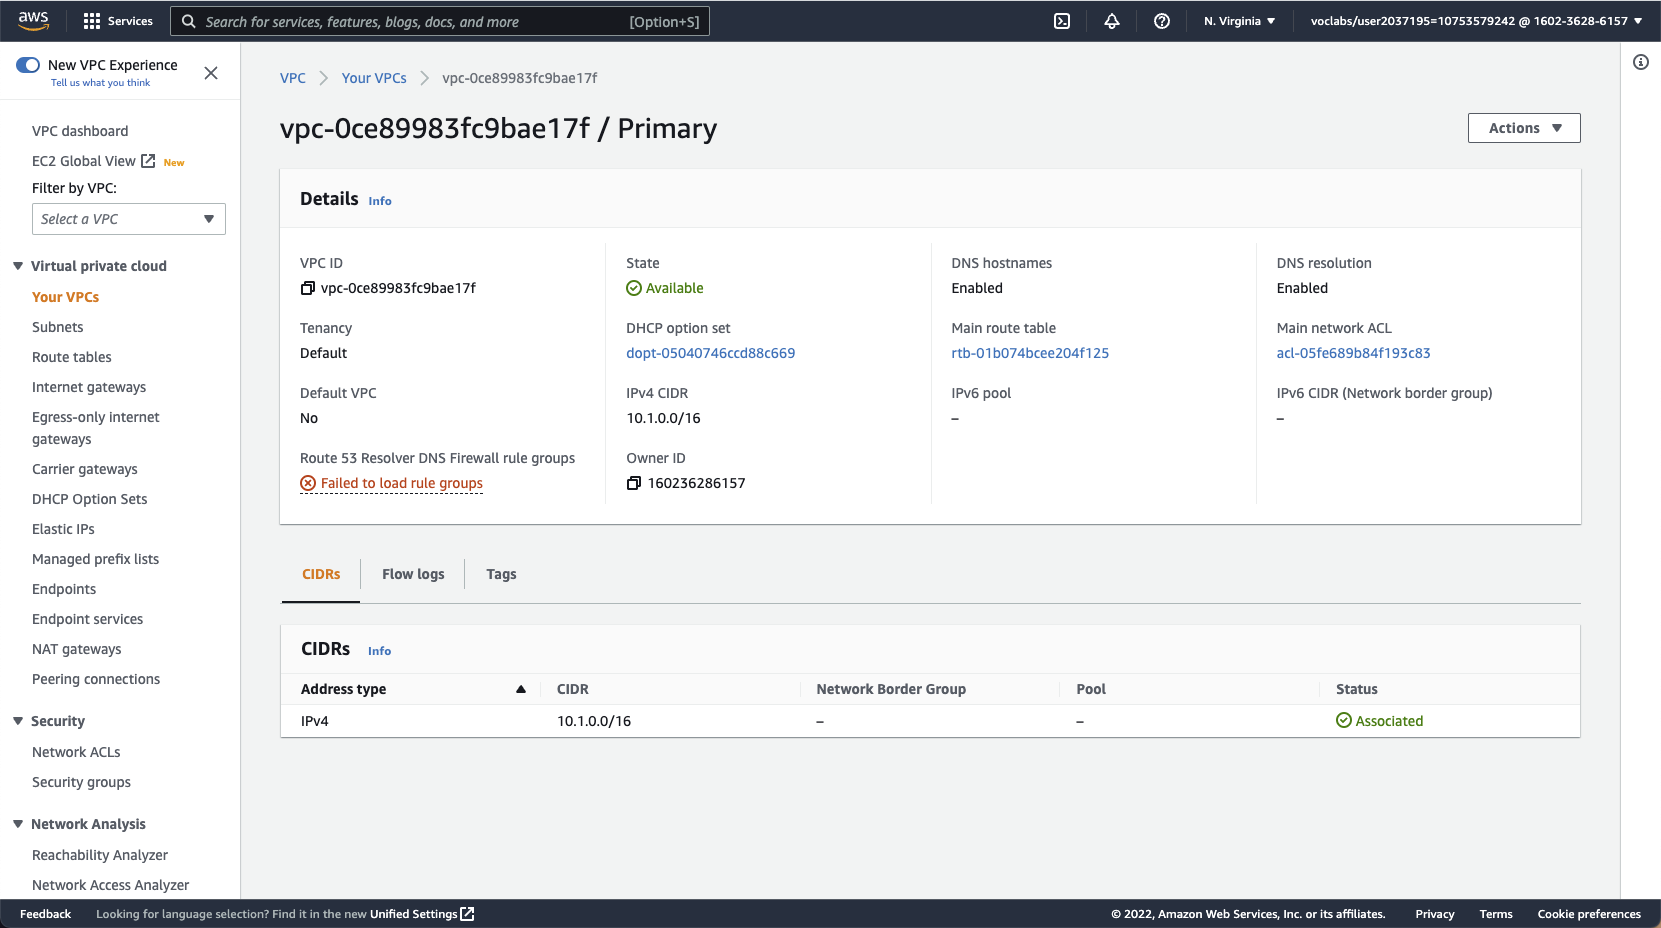 aws
Services
Search for services, features, blogs, docs, and more [Option+S]
N. Virginia
voclabs/user2037195=10753579242 @ 1602-3628-6157
New VPC Experience
Tell us what you think
VPC dashboard
EC2 Global View New
Filter by VPC:
Select a VPC
Virtual private cloud
Your VPCs
Subnets
Route tables
Internet gateways
Egress-only internet
gateways
Carrier gateways
DHCP Option Sets
Elastic IPs
Managed prefix lists
Endpoints
Endpoint services
NAT gateways
Peering connections
Security
Network ACLs
Security groups
Network Analysis
Reachability Analyzer
Network Access Analyzer
VPC > Your VPCs > vpc-0ce89983fc9bae17f
vpc-0ce89983fc9bae17f / Primary
Actions
Details Info
VPC ID
vpc-0ce89983fc9bae17f
State
Available
DNS hostnames
Enabled
DNS resolution
Enabled
Tenancy
Default
DHCP option set
dopt-05040746ccd88c669
Main route table
rtb-01b074bcee204f125
Main network ACL
acl-05fe689b84f193c83
Default VPC
No
IPv4 CIDR
10.1.0.0/16
IPv6 pool
–
IPv6 CIDR (Network border group)
–
Route 53 Resolver DNS Firewall rule groups
Failed to load rule groups
Owner ID
160236286157
CIDRs Flow logs Tags
CIDRs Info
Address type CIDR Network Border Group Pool Status
IPv4 10.1.0.0/16 – – Associated
Feedback Looking for language selection? Find it in the new Unified Settings © 2022, Amazon Web Services, Inc. or its affiliates. Privacy Terms Cookie preferences